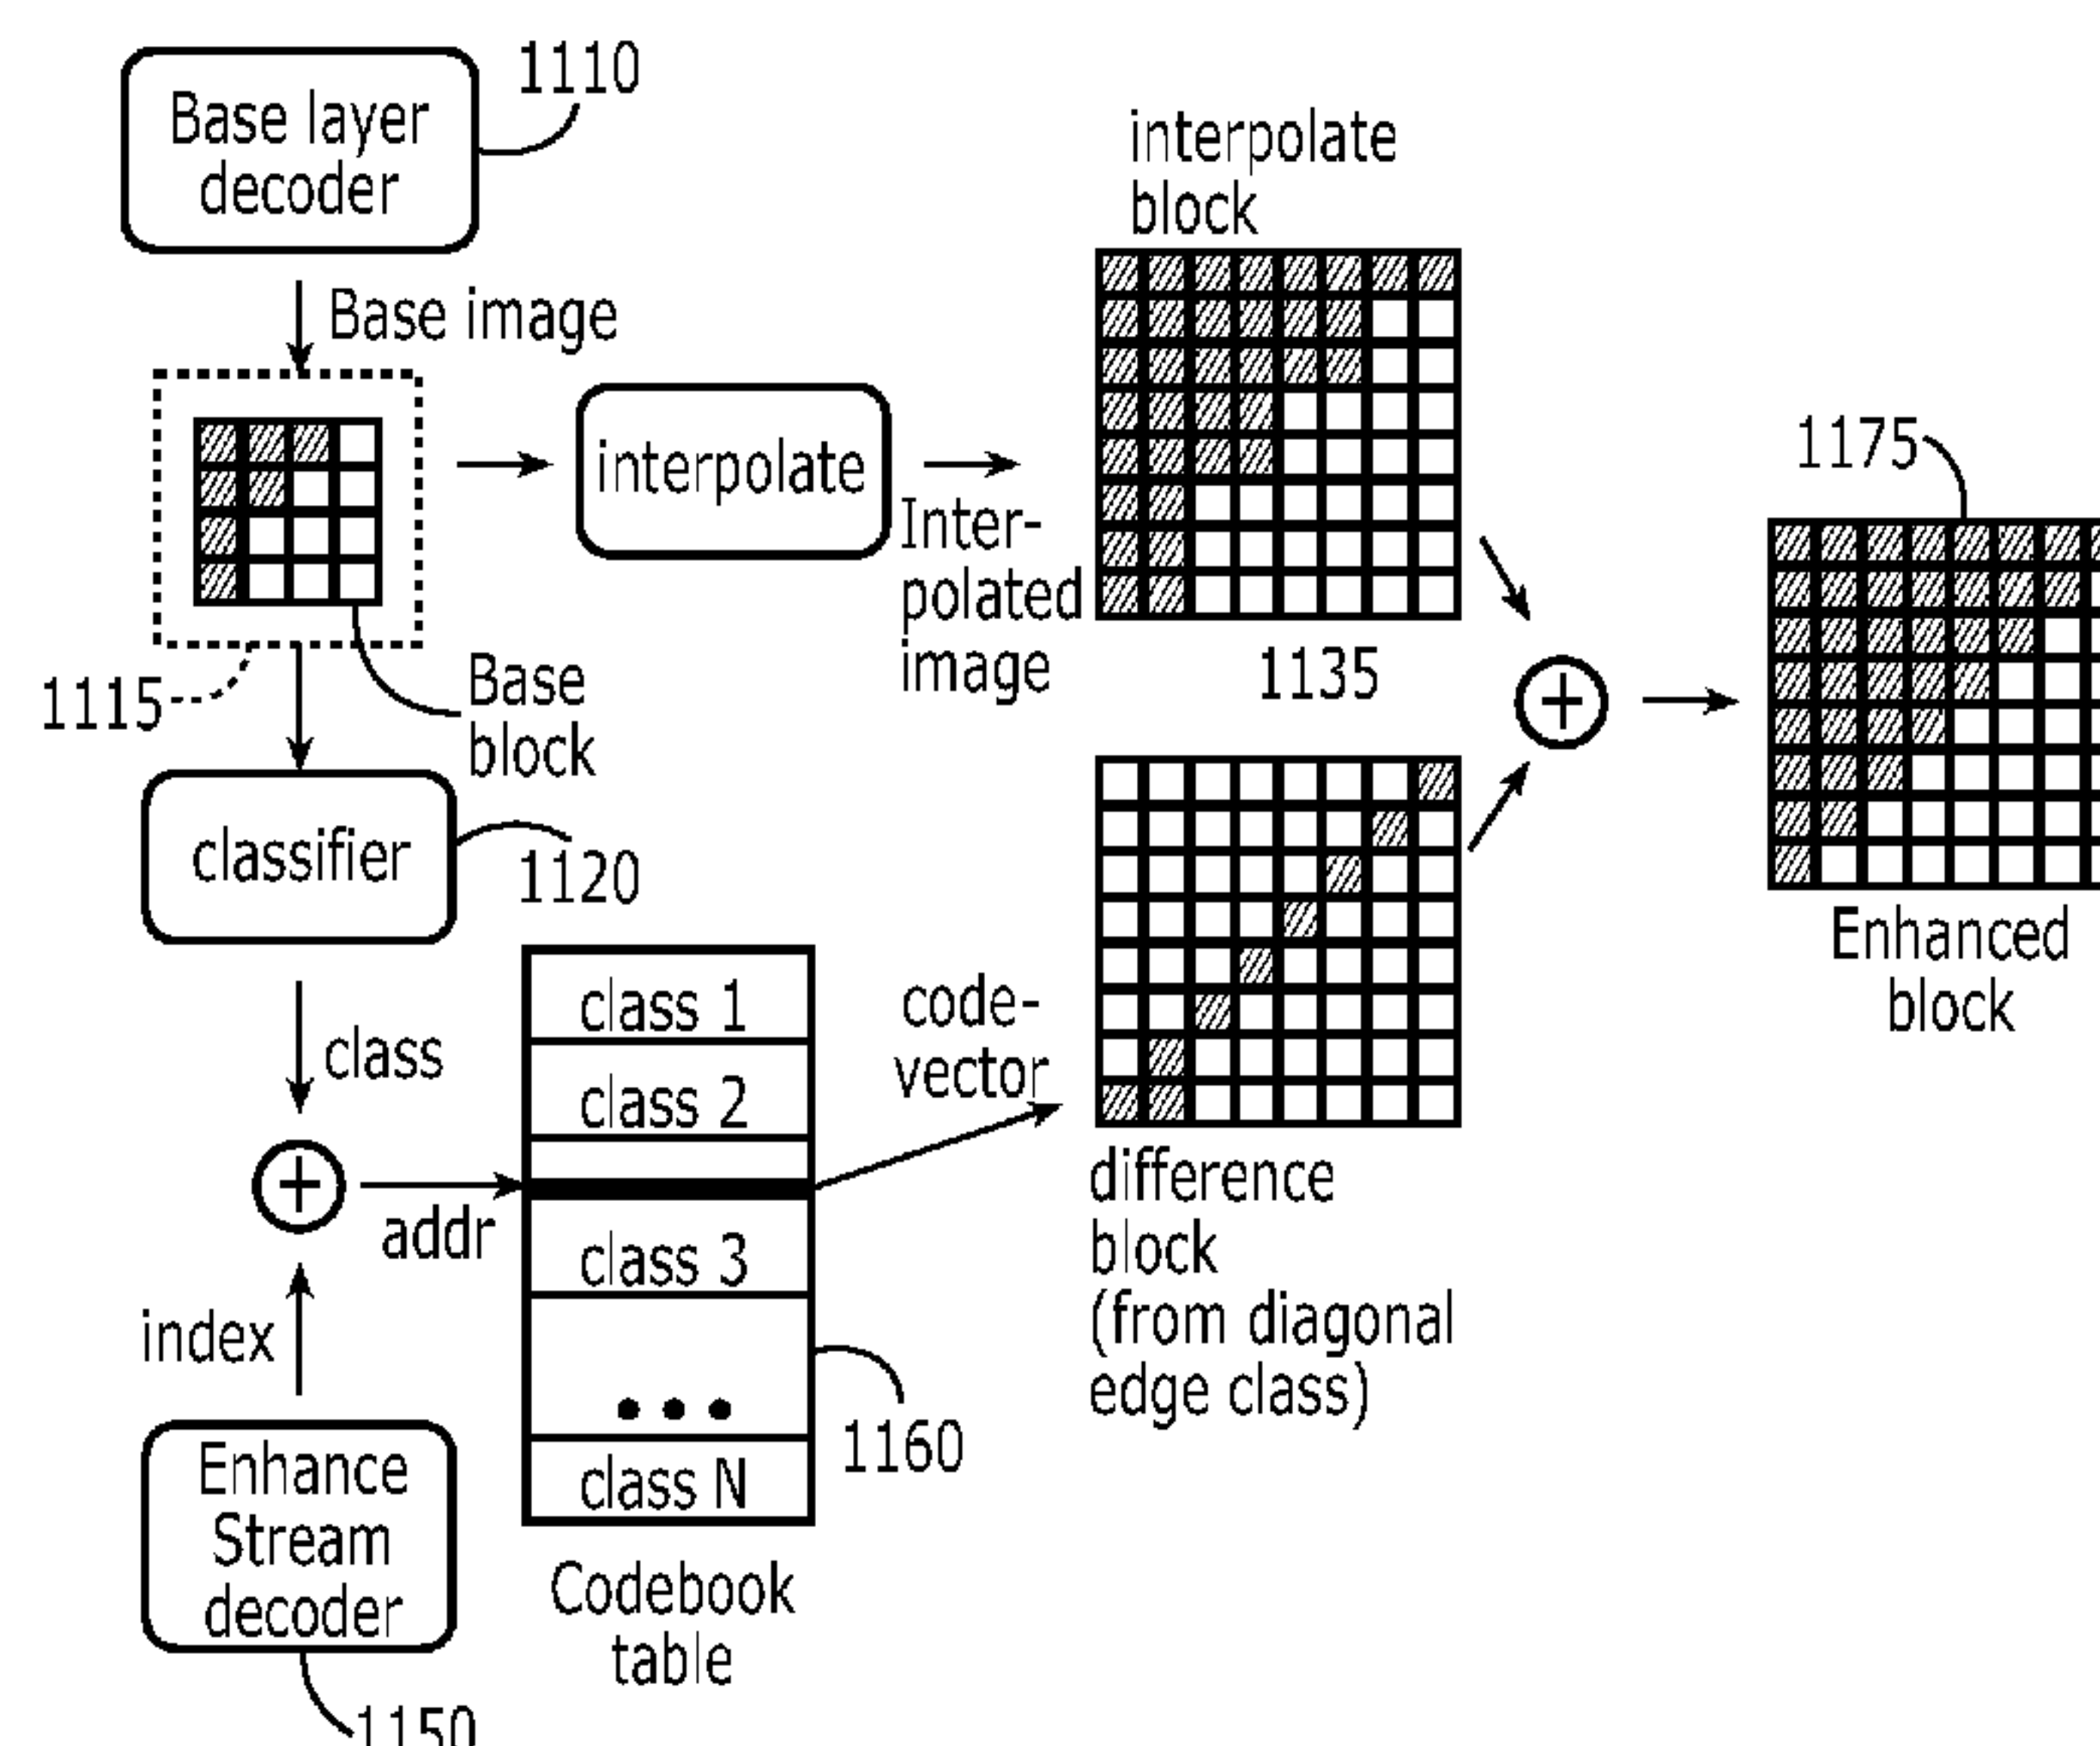 1110
Base layer
decoder
Base image
interpolate
block
interpolate
Inter-
polated
image
1175
1115
Base
block
1135
classifier
1120
Enhanced
block
class
class 1
class 2
class 3
class N
code-
vector
addr
index
difference
block
(from diagonal
edge class)
1160
Enhance
Stream
decoder
Codebook
table
1150